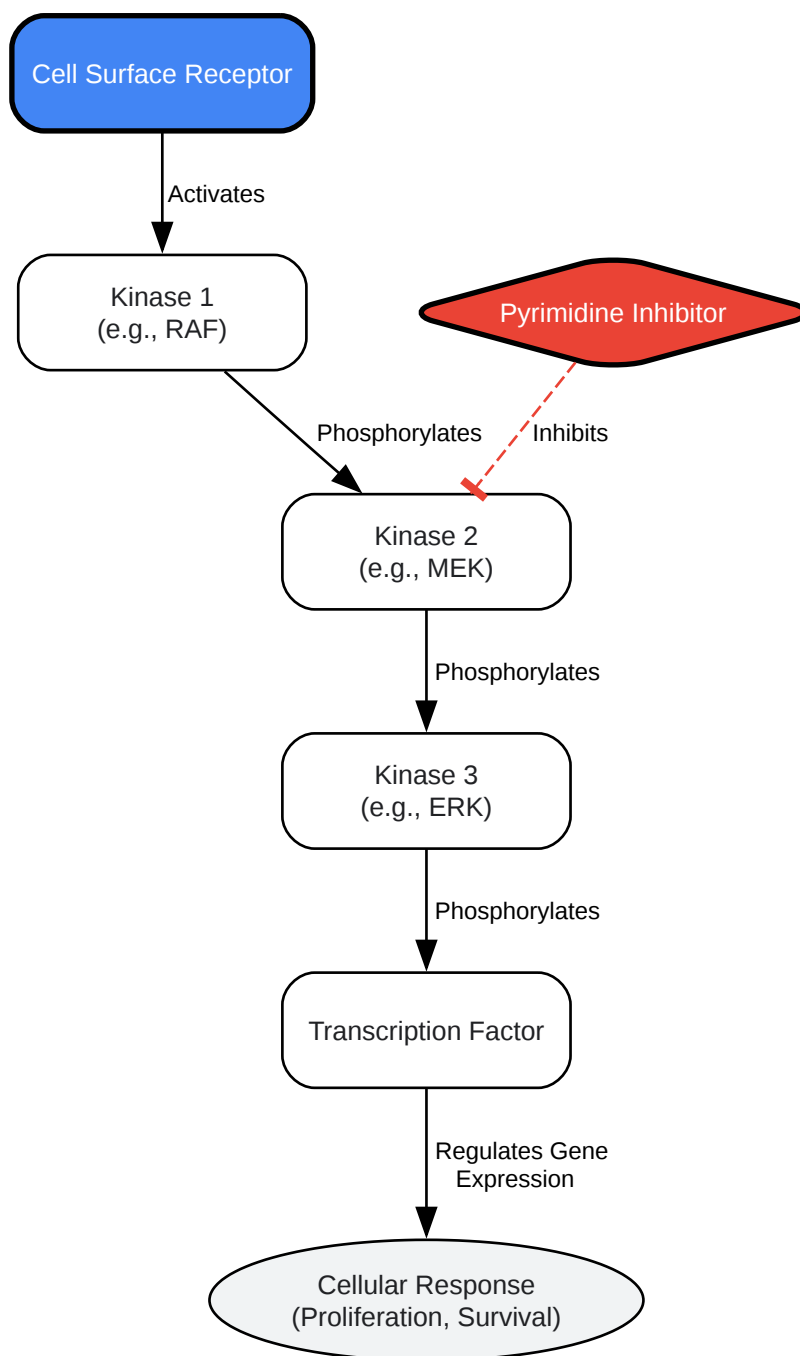 Cell Surface Receptor
Activates
Kinase 1
(e.g., RAF)
Pyrimidine Inhibitor
Phosphorylates
Inhibits
Kinase 2
(e.g., MEK)
Phosphorylates
Kinase 3
(e.g., ERK)
Phosphorylates
Transcription Factor
Regulates Gene
Expression
Cellular Response
(Proliferation, Survival)